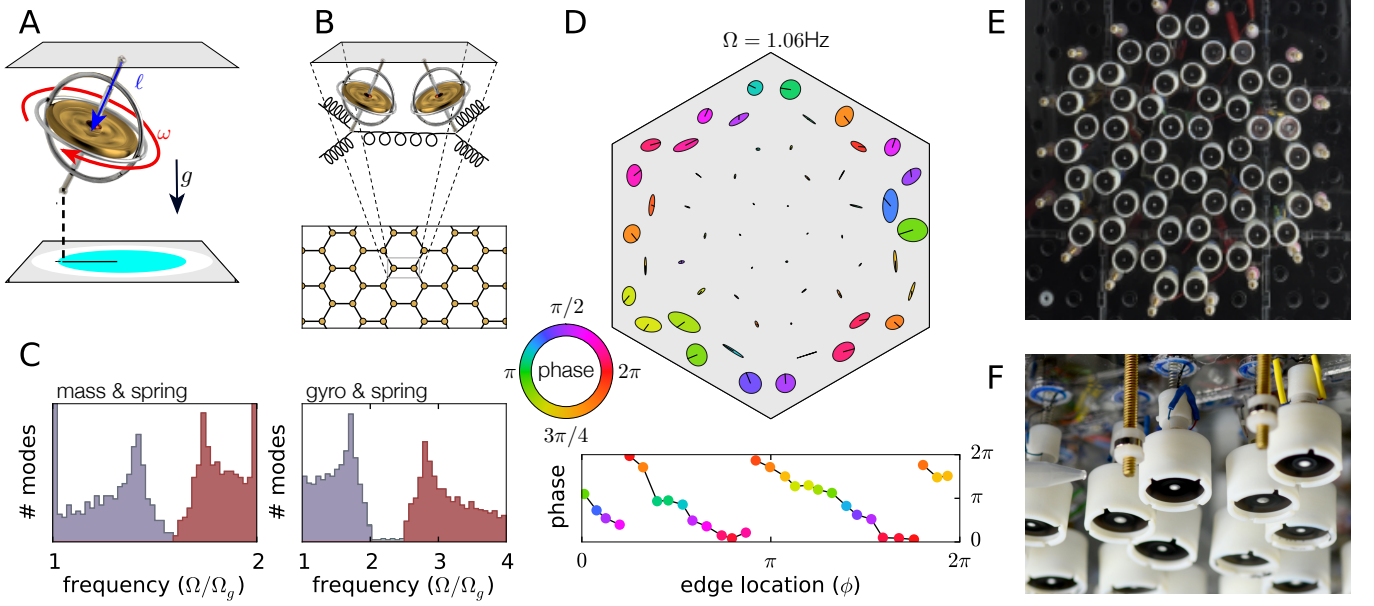 A
ℓ
ω
g
B
C
mass & spring
# modes
1
2
frequency (Ω/Ω_g)
gyro & spring
# modes
1
2
3
4
frequency (Ω/Ω_g)
D
Ω = 1.06Hz
π/2
π
phase
2π
3π/4
phase
2π
π
0
0
π
2π
edge location (ϕ)
E
F